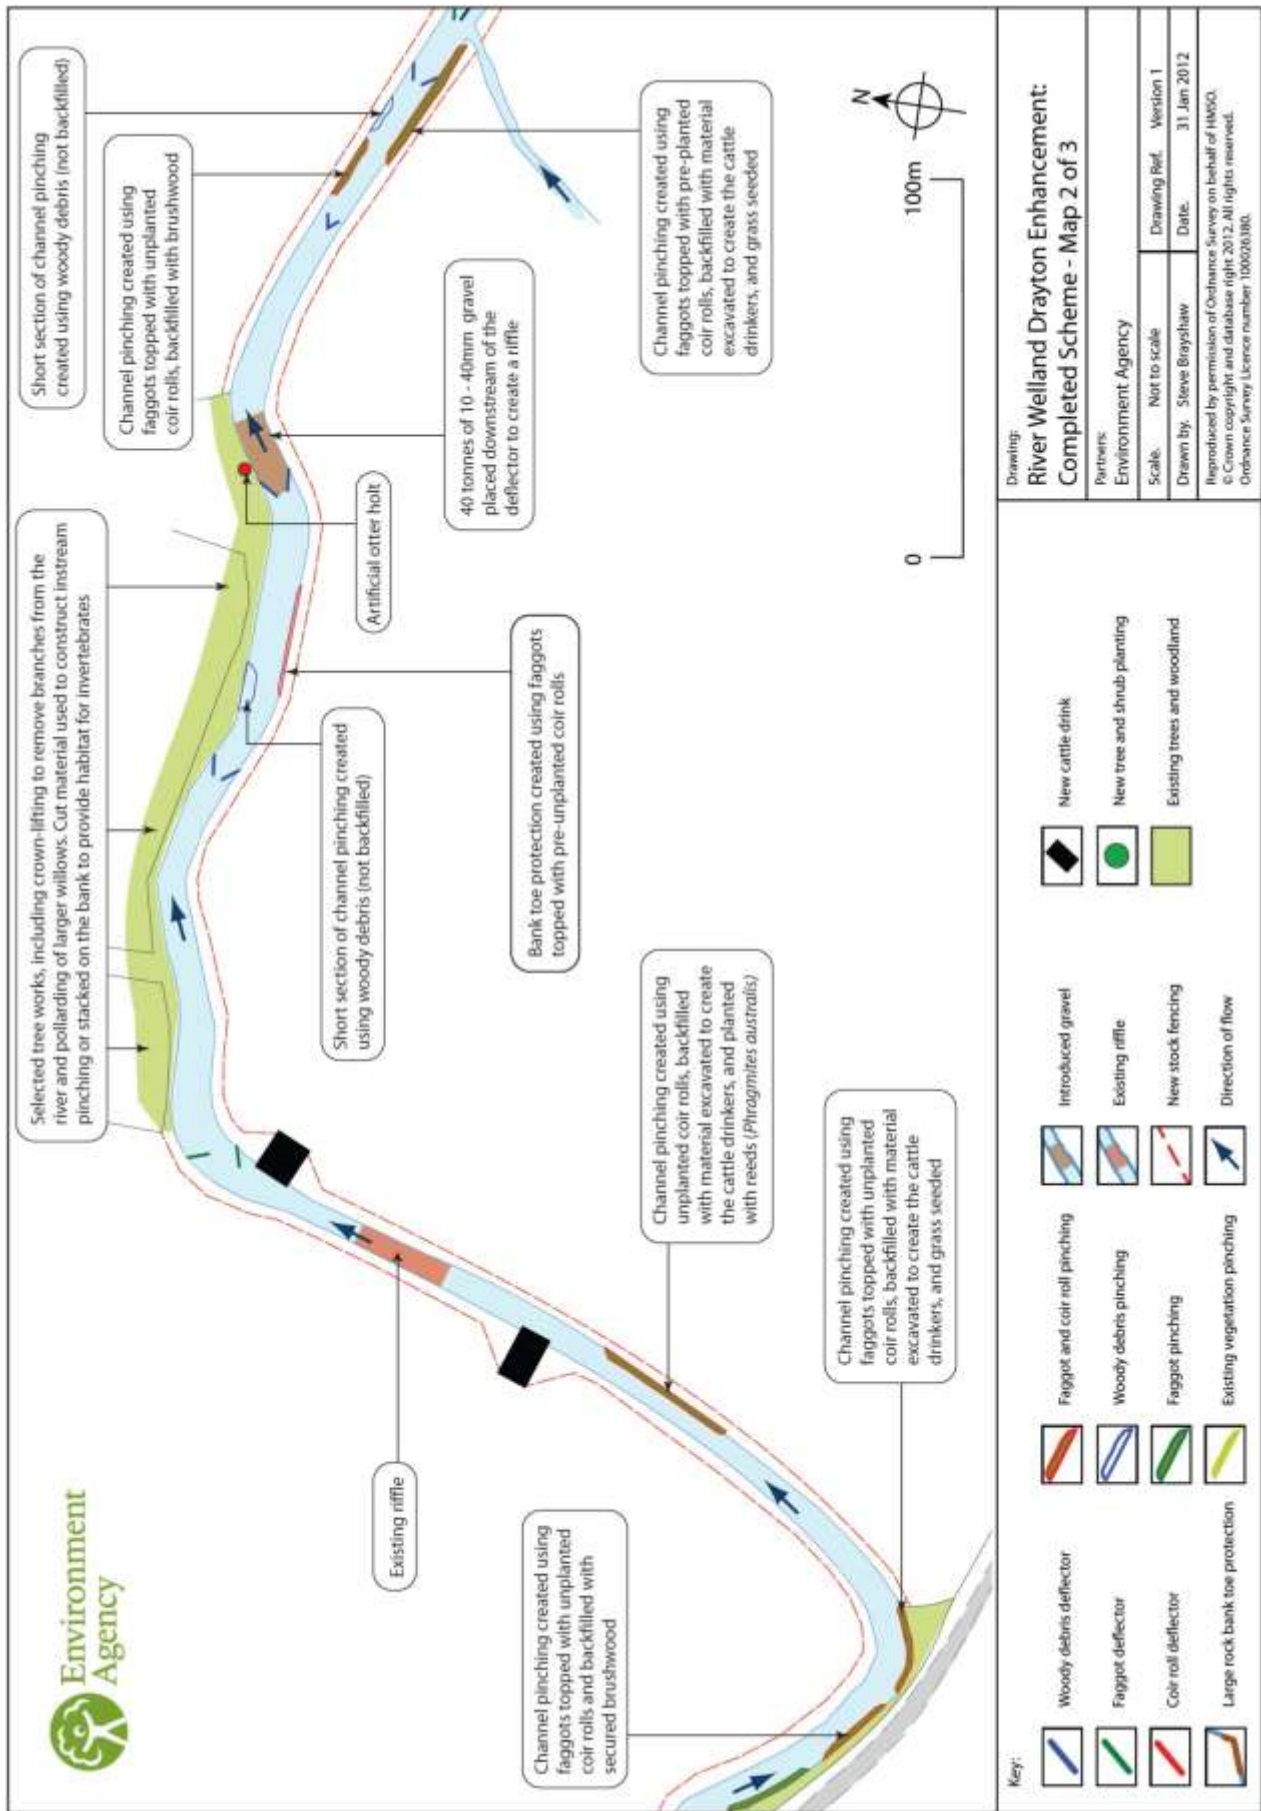 Environment
Agency
Selected tree works, including crown-lifting to remove branches from the
river and pollarding of larger willows. Cut material used to construct instream
pinching or stacked on the bank to provide habitat for invertebrates
Short section of channel pinching
created using woody debris (not backfilled)
Channel pinching created using
faggots topped with unplanted
coir rolls, backfilled with brushwood
Artificial otter holt
40 tonnes of 10 - 40mm gravel
placed downstream of the
deflector to create a riffle
Short section of channel pinching created
using woody debris (not backfilled)
Existing riffle
Bank toe protection created using faggots
topped with pre-unplanted coir rolls
Channel pinching created using
faggots topped with pre-planted
coir rolls, backfilled with material
excavated to create the cattle
drinkers, and grass seeded
Channel pinching created using
faggots topped with unplanted
coir rolls and backfilled with
secured brushwood
Channel pinching created using
unplanted coir rolls, backfilled
with material excavated to create
the cattle drinkers, and planted
with reeds (Phragmites australis)
Channel pinching created using
faggots topped with unplanted
coir rolls, backfilled with material
excavated to create the cattle
drinkers, and grass seeded
N
0
100m
Key:
Woody debris deflector
Faggot deflector
Coir roll deflector
Large rock bank toe protection
Faggot and coir roll pinching
Woody debris pinching
Faggot pinching
Existing vegetation pinching
Introduced gravel
Existing riffle
New stock fencing
Direction of flow
New cattle drink
New tree and shrub planting
Existing trees and woodland
Drawing:
River Welland Drayton Enhancement:
Completed Scheme - Map 2 of 3
Partners:
Environment Agency
Scale. Not to scale
Drawing Ref. Version 1
Drawn by. Steve Brayshaw
Date. 31 Jan 2012
Reproduced by permission of Ordnance Survey on behalf of HMSO.
© Crown copyright and database right 2012. All rights reserved.
Ordnance Survey Licence number 100026380.